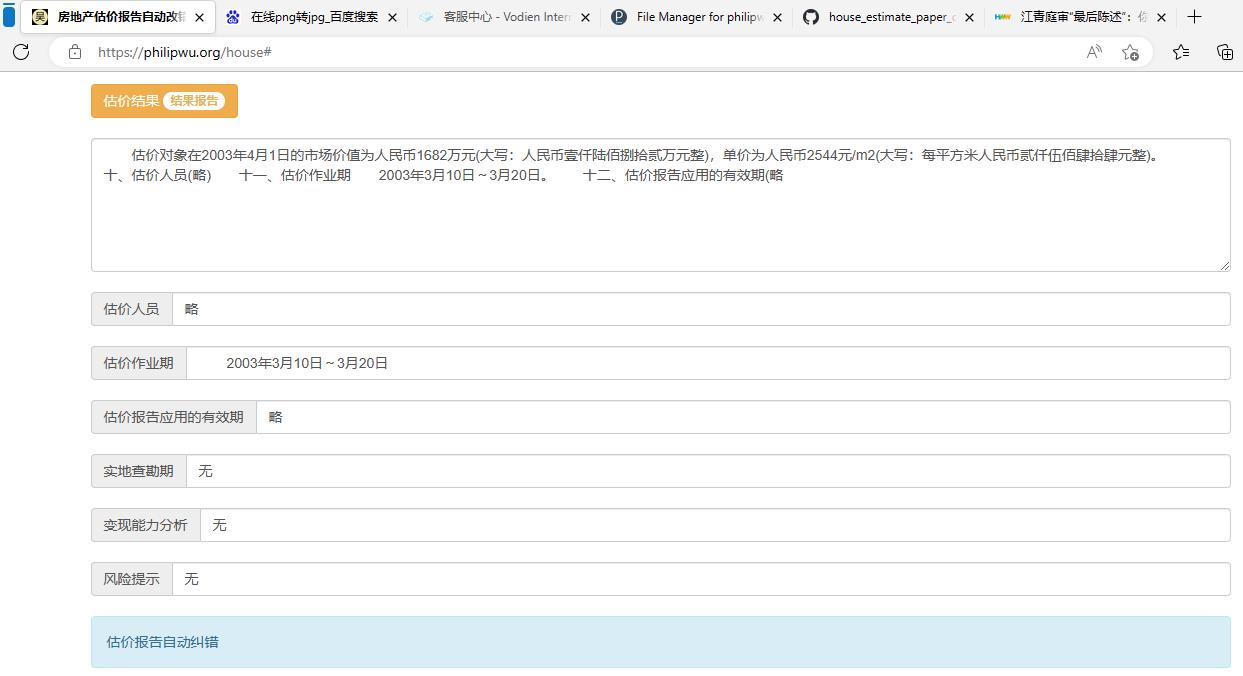 房地产估价报告自动改错
在线png转jpg_百度搜索
客服中心 - Vodien Intern
File Manager for philipw
house_estimate_paper_c
江青庭审“最后陈述”：你
https://philipwu.org/house#
估价结果 结果报告
估价对象在2003年4月1日的市场价值为人民币1682万元(大写：人民币壹仟陆佰捌拾贰万元整)，单价为人民币2544元/m2(大写：每平方米人民币贰仟伍佰肆拾肆元整)。
十、估价人员(略) 十一、估价作业期 2003年3月10日～3月20日。 十二、估价报告应用的有效期(略
估价人员 略
估价作业期 2003年3月10日～3月20日
估价报告应用的有效期 略
实地查勘期 无
变现能力分析 无
风险提示 无
估价报告自动纠错